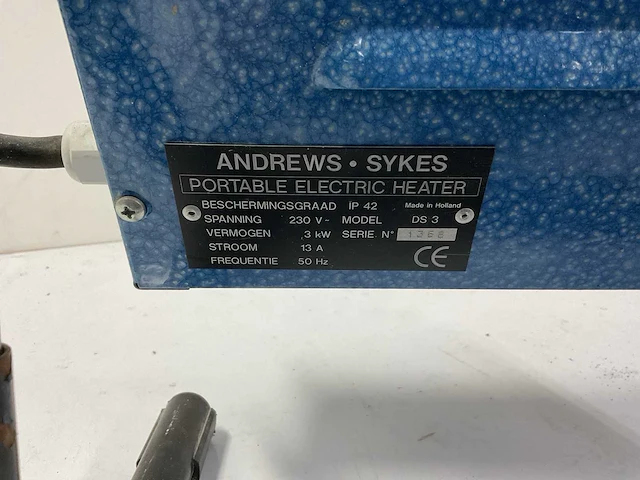 ANDREWS • SYKES
PORTABLE ELECTRIC HEATER
BESCHERMINGSGRAAD IP 42 Made in Holland
SPANNING 230 V~ MODEL DS 3
VERMOGEN ,3 kW SERIE N°
STROOM 13 A
FREQUENTIE 50 Hz CE